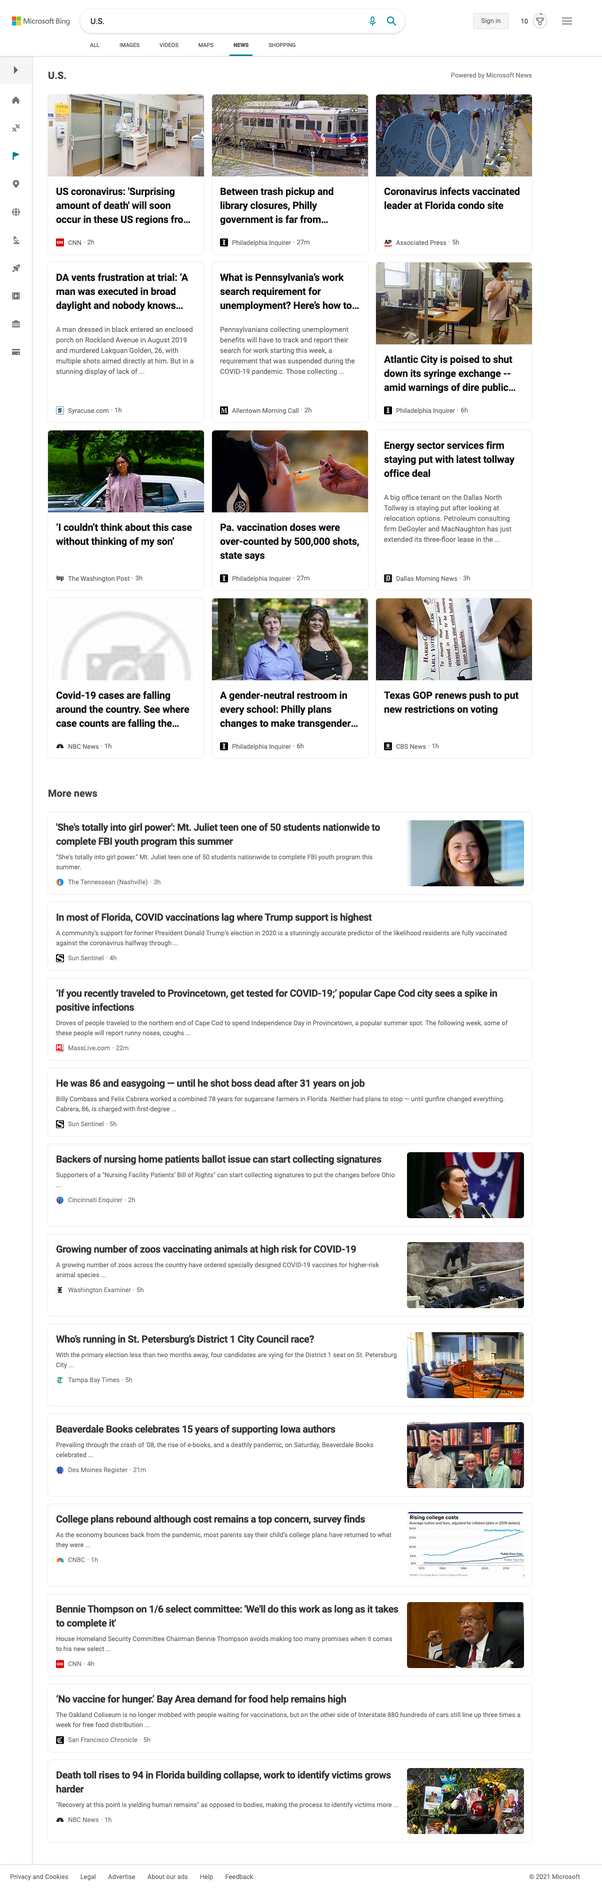 Microsoft Bing
U.S.
Sign in
10
ALL IMAGES VIDEOS MAPS NEWS SHOPPING
U.S.
Powered by Microsoft News
US coronavirus: 'Surprising
amount of death' will soon
occur in these US regions fro...
CNN · 2h
Between trash pickup and
library closures, Philly
government is far from...
Philadelphia Inquirer · 27m
Coronavirus infects vaccinated
leader at Florida condo site
AP Associated Press · 5h
DA vents frustration at trial: 'A
man was executed in broad
daylight and nobody knows...
A man dressed in black entered an enclosed
porch on Rockland Avenue in August 2019
and murdered Lakquan Golden, 26, with
multiple shots aimed directly at him. But in a
stunning display of lack of ...
Syracuse.com · 1h
What is Pennsylvania's work
search requirement for
unemployment? Here's how to...
Pennsylvanians collecting unemployment
benefits will have to track and report their
search for work starting this week, a
requirement that was suspended during the
COVID-19 pandemic. Those collecting ...
Allentown Morning Call · 2h
Atlantic City is poised to shut
down its syringe exchange --
amid warnings of dire public...
Philadelphia Inquirer · 6h
'I couldn't think about this case
without thinking of my son'
The Washington Post · 3h
Pa. vaccination doses were
over-counted by 500,000 shots,
state says
Philadelphia Inquirer · 27m
Energy sector services firm
staying put with latest tollway
office deal
A big office tenant on the Dallas North
Tollway is staying put after looking at
relocation options. Petroleum consulting
firm DeGoyler and MacNaughton has just
extended its three-floor lease in the ...
Dallas Morning News · 3h
Covid-19 cases are falling
around the country. See where
case counts are falling the...
NBC News · 1h
A gender-neutral restroom in
every school: Philly plans
changes to make transgender...
Philadelphia Inquirer · 6h
Texas GOP renews push to put
new restrictions on voting
CBS News · 1h
More news
'She's totally into girl power': Mt. Juliet teen one of 50 students nationwide to
complete FBI youth program this summer
"She's totally into girl power." Mt. Juliet teen one of 50 students nationwide to complete FBI youth program this
summer.
The Tennessean (Nashville) · 3h
In most of Florida, COVID vaccinations lag where Trump support is highest
A community's support for former President Donald Trump's election in 2020 is a stunningly accurate predictor of the likelihood residents are fully vaccinated
against the coronavirus halfway through ...
Sun Sentinel · 4h
'If you recently traveled to Provincetown, get tested for COVID-19;' popular Cape Cod city sees a spike in
positive infections
Droves of people traveled to the northern end of Cape Cod to spend Independence Day in Provincetown, a popular summer spot. The following week, some of
these people will report runny noses, coughs ...
MassLive.com · 22m
He was 86 and easygoing — until he shot boss dead after 31 years on job
Billy Combass and Felix Cabrera worked a combined 78 years for sugarcane farmers in Florida. Neither had plans to stop — until gunfire changed everything.
Cabrera, 86, is charged with first-degree ...
Sun Sentinel · 5h
Backers of nursing home patients ballot issue can start collecting signatures
Supporters of a "Nursing Facility Patients' Bill of Rights" can start collecting signatures to put the changes before Ohio
...
Cincinnati Enquirer · 2h
Growing number of zoos vaccinating animals at high risk for COVID-19
A growing number of zoos across the country have ordered specially designed COVID-19 vaccines for higher-risk
animal species ...
Washington Examiner · 5h
Who's running in St. Petersburg's District 1 City Council race?
With the primary election less than two months away, four candidates are vying for the District 1 seat on St. Petersburg
City ...
Tampa Bay Times · 5h
Beaverdale Books celebrates 15 years of supporting Iowa authors
Prevailing through the crash of '08, the rise of e-books, and a deathly pandemic, on Saturday, Beaverdale Books
celebrated ...
Des Moines Register · 21m
College plans rebound although cost remains a top concern, survey finds
As the economy bounces back from the pandemic, most parents say their child's college plans have returned to what
they were ...
CNBC · 1h
Rising college costs
Bennie Thompson on 1/6 select committee: 'We'll do this work as long as it takes
to complete it'
House Homeland Security Committee Chairman Bennie Thompson avoids making too many promises when it comes
to his new select ...
CNN · 4h
'No vaccine for hunger.' Bay Area demand for food help remains high
The Oakland Coliseum is no longer mobbed with people waiting for vaccinations, but on the other side of Interstate 880 hundreds of cars still line up three times a
week for free food distribution ...
San Francisco Chronicle · 5h
Death toll rises to 94 in Florida building collapse, work to identify victims grows
harder
"Recovery at this point is yielding human remains" as opposed to bodies, making the process to identify victims more ...
NBC News · 1h
Privacy and Cookies Legal Advertise About our ads Help Feedback
© 2021 Microsoft